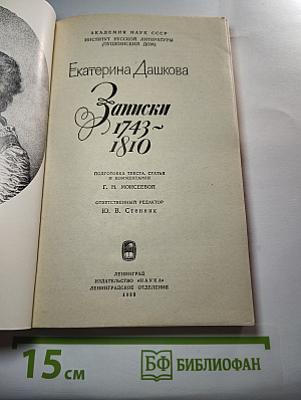 АКАДЕМИЯ НАУК СССР
ИНСТИТУТ РУССКОЙ ЛИТЕРАТУРЫ
(ПУШКИНСКИЙ ДОМ)
Екатерина Дашкова
Записки
1743~
1810
ПОДГОТОВКА ТЕКСТА, СТАТЬЯ
И КОММЕНТАРИИ
Г. Н. МОИСЕЕВОЙ
ОТВЕТСТВЕННЫЙ РЕДАКТОР
Ю. В. Стенник
ЛЕНИНГРАД
ИЗДАТЕЛЬСТВО «НАУКА»
ЛЕНИНГРАДСКОЕ ОТДЕЛЕНИЕ
15 см
БФ БИБЛИОФАН